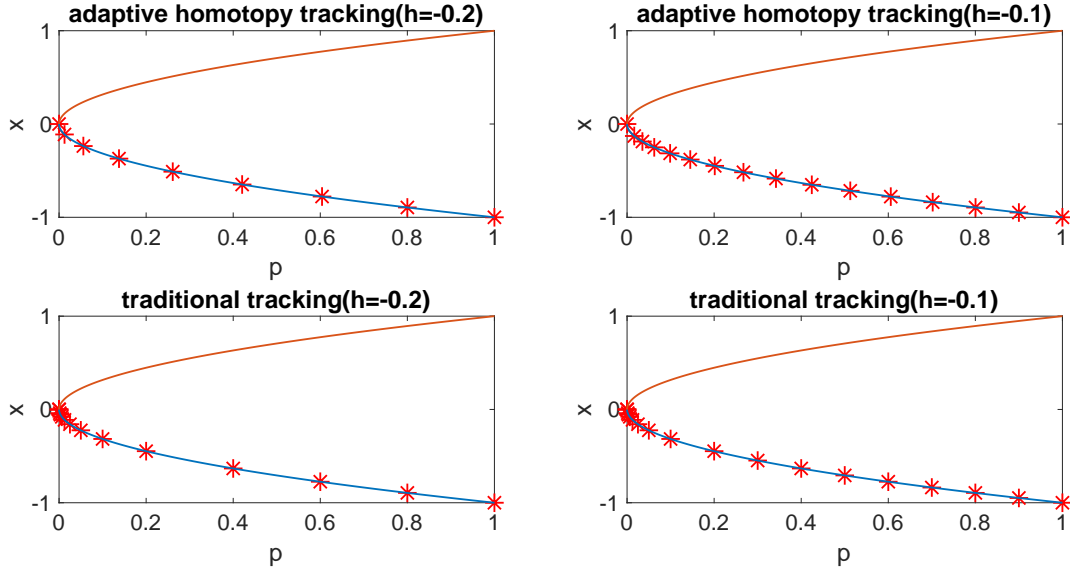 adaptive homotopy tracking(h=-0.2)
1
0
-1
x
0 0.2 0.4 0.6 0.8 1
p
adaptive homotopy tracking(h=-0.1)
1
0
-1
x
0 0.2 0.4 0.6 0.8 1
p
traditional tracking(h=-0.2)
1
0
-1
x
0 0.2 0.4 0.6 0.8 1
p
traditional tracking(h=-0.1)
1
0
-1
x
0 0.2 0.4 0.6 0.8 1
p